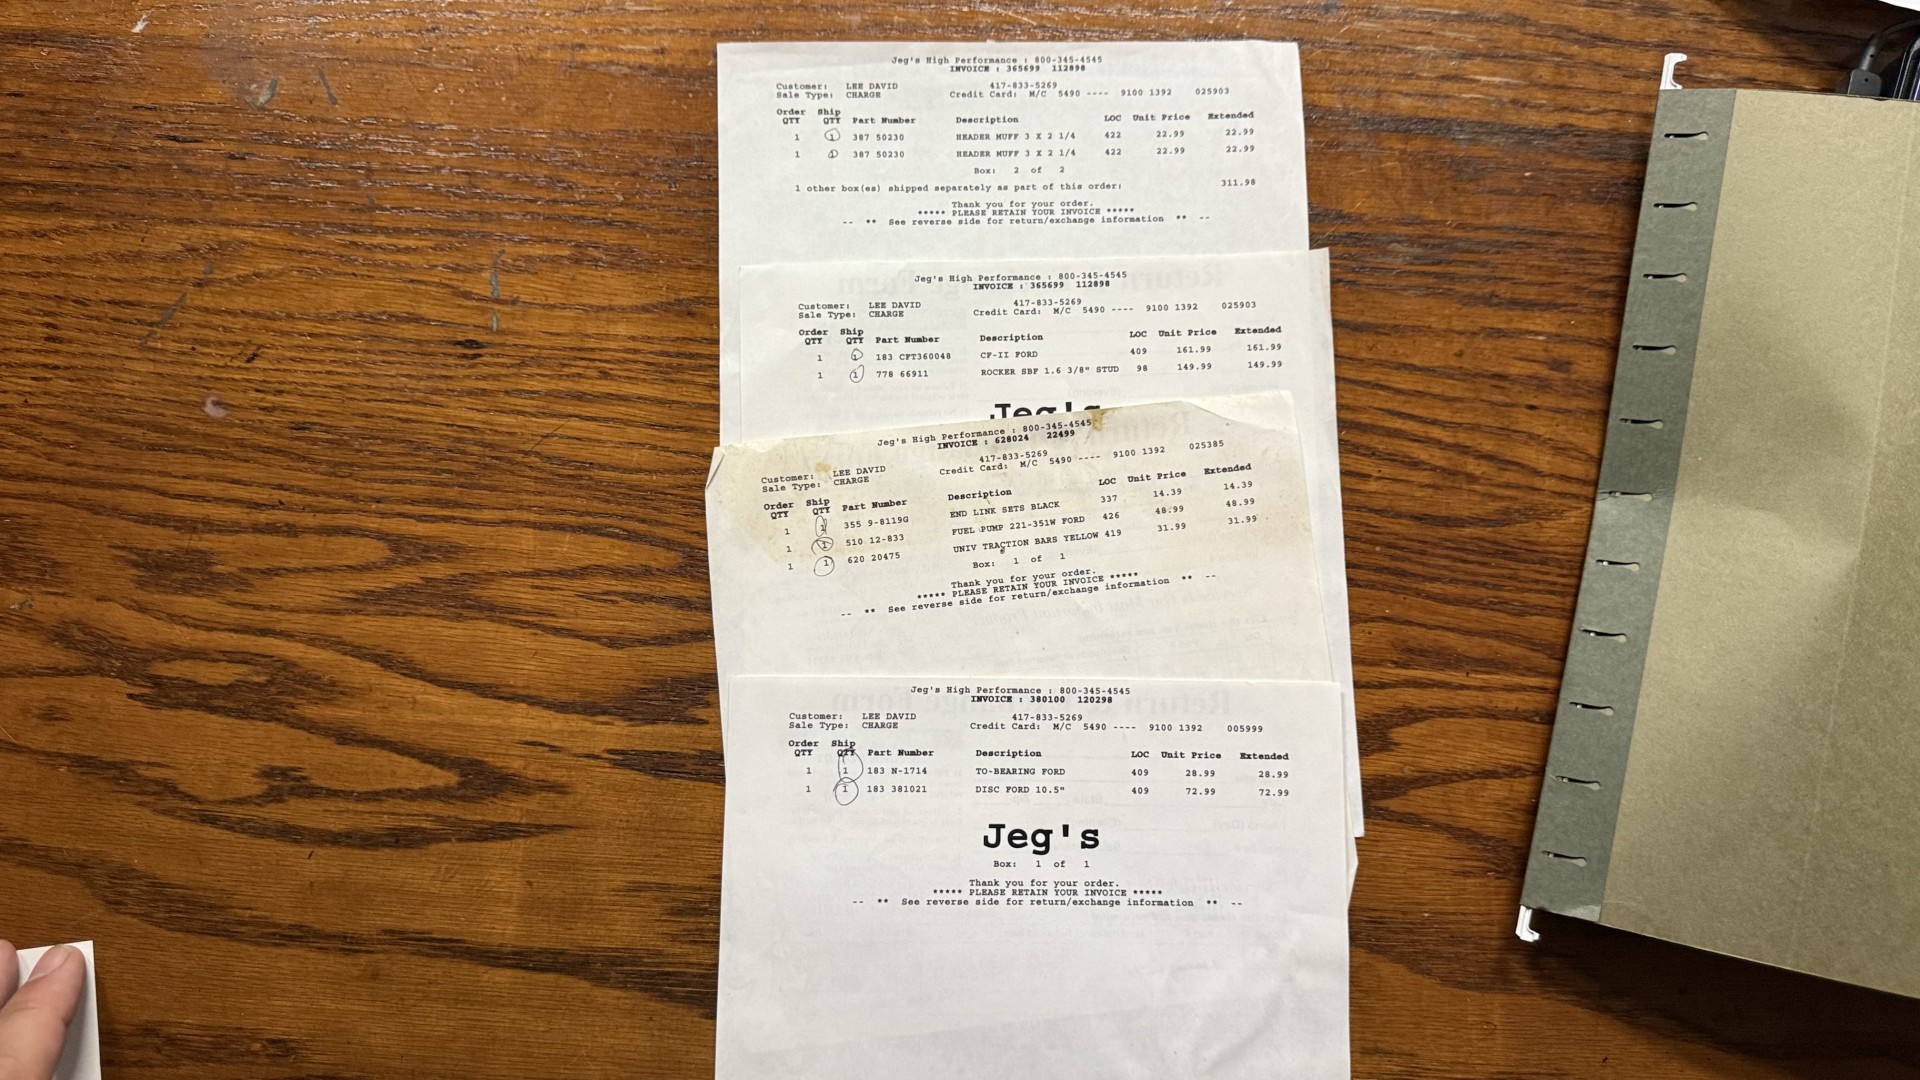 Jeg's High Performance : 800-345-4545
INVOICE : 365699 112898
Customer: LEE DAVID 417-833-5269
Sale Type: CHARGE Credit Card: M/C 5490 ---- 9100 1392 025903
Order Ship
QTY QTY Part Number Description LOC Unit Price Extended
1 1 387 50230 HEADER MUFF 3 X 2 1/4 422 22.99 22.99
1 1 387 50230 HEADER MUFF 3 X 2 1/4 422 22.99 22.99
Box: 2 of 2
1 other box(es) shipped separately as part of this order: 311.98
Thank you for your order.
***** PLEASE RETAIN YOUR INVOICE *****
-- ** See reverse side for return/exchange information ** --
Jeg's High Performance : 800-345-4545
INVOICE : 365699 112898
Customer: LEE DAVID 417-833-5269
Sale Type: CHARGE Credit Card: M/C 5490 ---- 9100 1392 025903
Order Ship
QTY QTY Part Number Description LOC Unit Price Extended
1 1 183 CFT360048 CF-II FORD 409 161.99 161.99
1 1 778 66911 ROCKER SBF 1.6 3/8" STUD 98 149.99 149.99
Jeg's
Jeg's High Performance : 800-345-4545
INVOICE : 628024 22499
Customer: LEE DAVID 417-833-5269
Sale Type: CHARGE Credit Card: M/C 5490 ---- 9100 1392 025385
Order Ship
QTY QTY Part Number Description LOC Unit Price Extended
1 1 355 9-8119G END LINK SETS BLACK 337 14.39 14.39
1 1 510 12-833 FUEL PUMP 221-351W FORD 426 48.99 48.99
1 1 620 20475 UNIV TRACTION BARS YELLOW 419 31.99 31.99
Box: 1 of 1
Thank you for your order.
***** PLEASE RETAIN YOUR INVOICE *****
-- ** See reverse side for return/exchange information ** --
Jeg's High Performance : 800-345-4545
INVOICE : 380100 120298
Customer: LEE DAVID 417-833-5269
Sale Type: CHARGE Credit Card: M/C 5490 ---- 9100 1392 005999
Order Ship
QTY QTY Part Number Description LOC Unit Price Extended
1 1 183 N-1714 TO-BEARING FORD 409 28.99 28.99
1 1 183 381021 DISC FORD 10.5" 409 72.99 72.99
Jeg's
Box: 1 of 1
Thank you for your order.
***** PLEASE RETAIN YOUR INVOICE *****
-- ** See reverse side for return/exchange information ** --